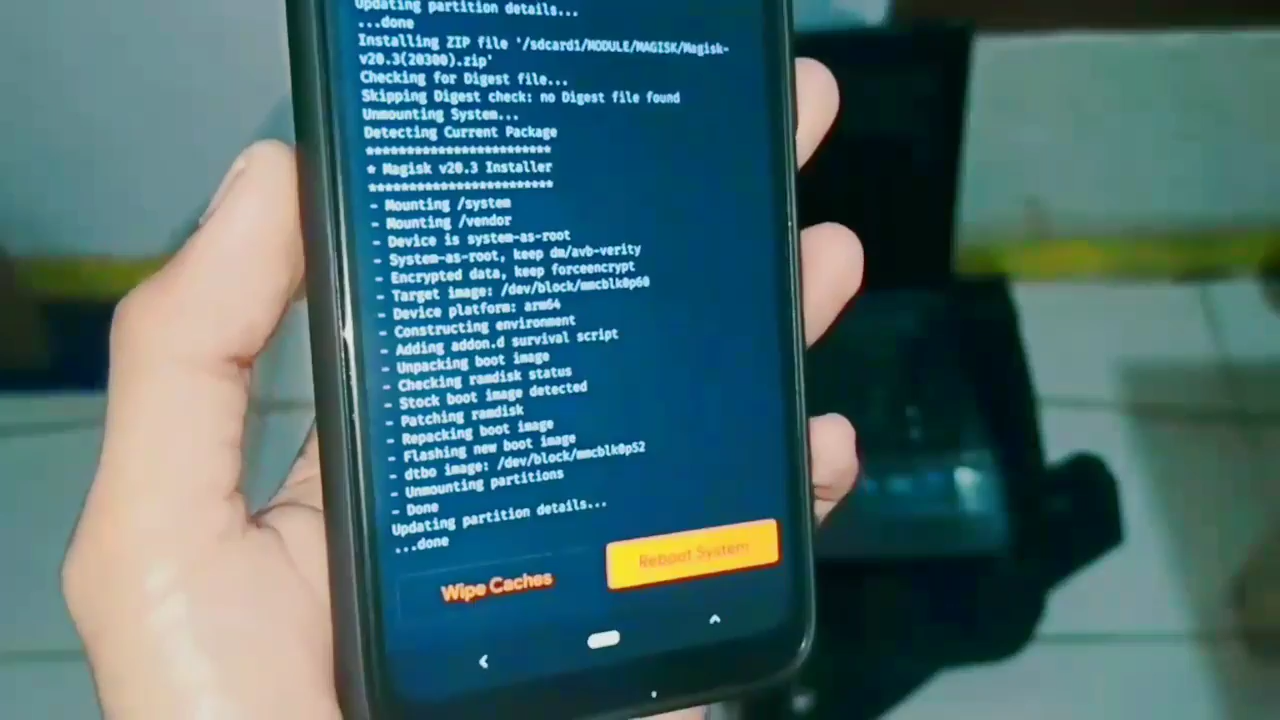 Updating partition details...
...done
Installing ZIP file '/sdcard1/MODULE/MAGISK/Magisk-
v20.3(20300).zip'
Checking for Digest file...
Skipping Digest check: no Digest file found
Unmounting System...
Detecting Current Package
************************
* Magisk v20.3 Installer
************************
- Mounting /system
- Mounting /vendor
- Device is system-as-root
- System-as-root, keep dm/avb-verity
- Encrypted data, keep forceencrypt
- Target image: /dev/block/mmcblk0p60
- Device platform: arm64
- Constructing environment
- Adding addon.d survival script
- Unpacking boot image
- Checking ramdisk status
- Stock boot image detected
- Patching ramdisk
- Repacking boot image
- Flashing new boot image
- dtbo image: /dev/block/mmcblk0p52
- Unmounting partitions
- Done
Updating partition details...
...done
Wipe Caches
Reboot System